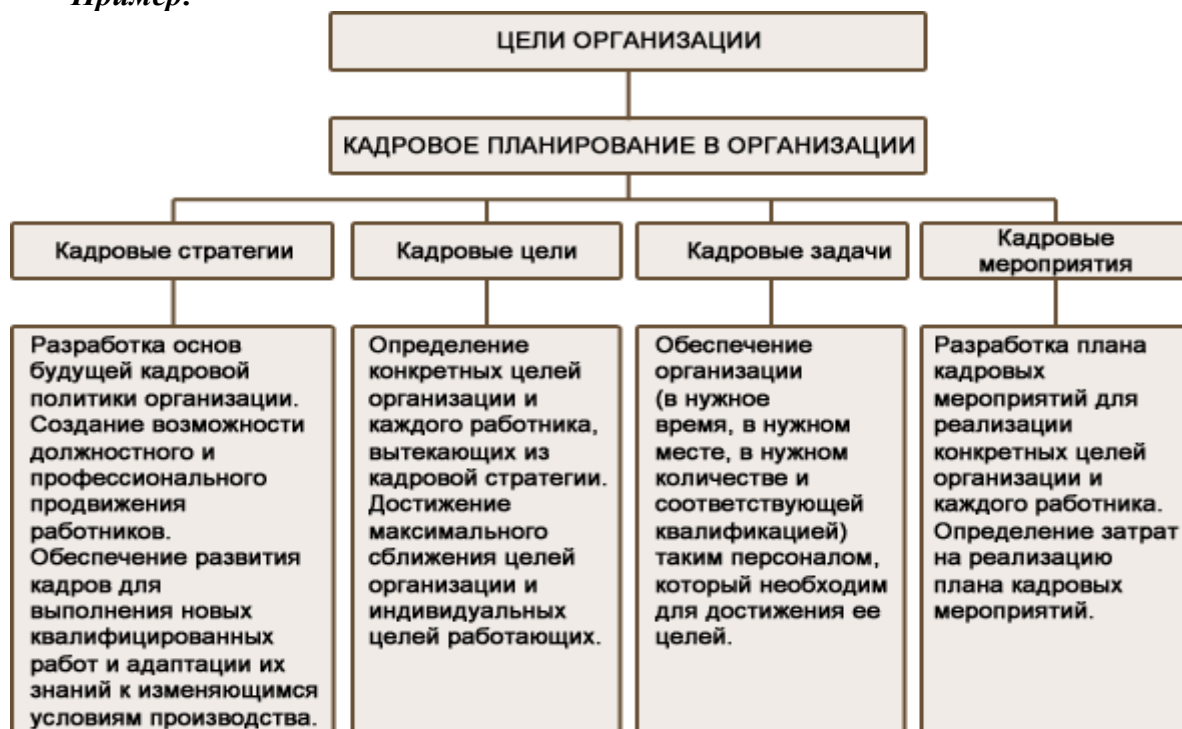 Пример:
ЦЕЛИ ОРГАНИЗАЦИИ
КАДРОВОЕ ПЛАНИРОВАНИЕ В ОРГАНИЗАЦИИ
Кадровые стратегии
Кадровые цели
Кадровые задачи
Кадровые
мероприятия
Разработка основ
будущей кадровой
политики организации.
Создание возможности
должностного и
профессионального
продвижения
работников.
Обеспечение развития
кадров для
выполнения новых
квалифицированных
работ и адаптации их
знаний к изменяющимся
условиям производства.
Определение
конкретных целей
организации и
каждого работника,
вытекающих из
кадровой стратегии.
Достижение
максимального
сближения целей
организации и
индивидуальных
целей работающих.
Обеспечение
организации
(в нужное
время, в нужном
месте, в нужном
количестве и
соответствующей
квалификацией)
таким персоналом,
который необходим
для достижения ее
целей.
Разработка плана
кадровых
мероприятий для
реализации
конкретных целей
организации и
каждого работника.
Определение затрат
на реализацию
плана кадровых
мероприятий.